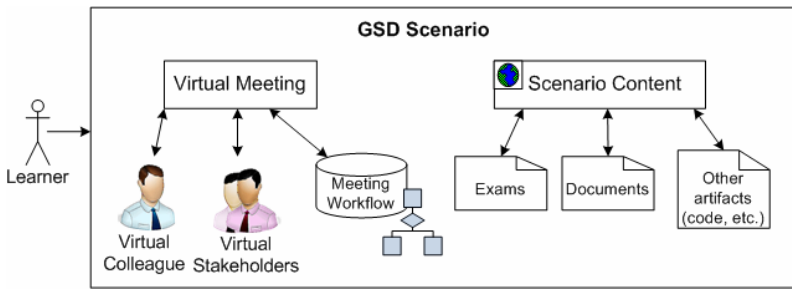 GSD Scenario
Virtual Meeting
Scenario Content
Learner
Virtual
Colleague
Virtual
Stakeholders
Meeting
Workflow
Exams
Documents
Other
artifacts
(code, etc.)